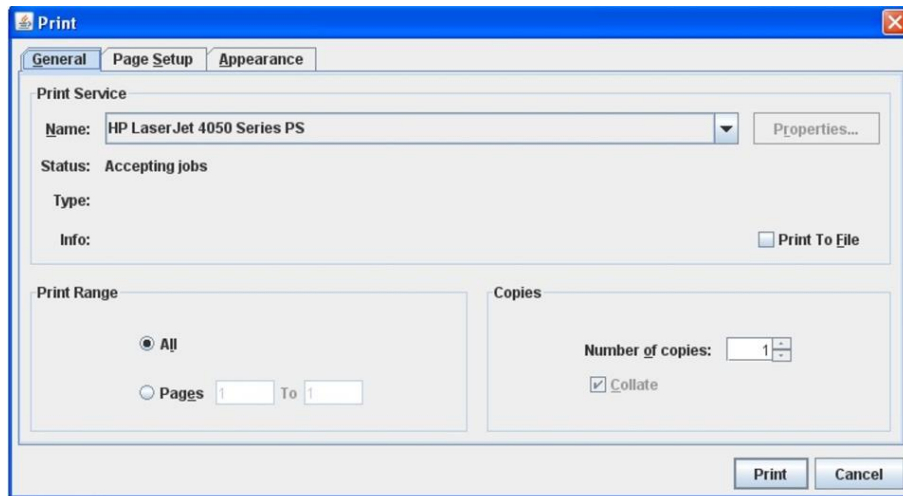 Print
General Page Setup Appearance
Print Service
Name: HP LaserJet 4050 Series PS Properties...
Status: Accepting jobs
Type:
Info: Print To File
Print Range Copies
All
Number of copies: 1
Pages 1 To 1
Collate
Print Cancel